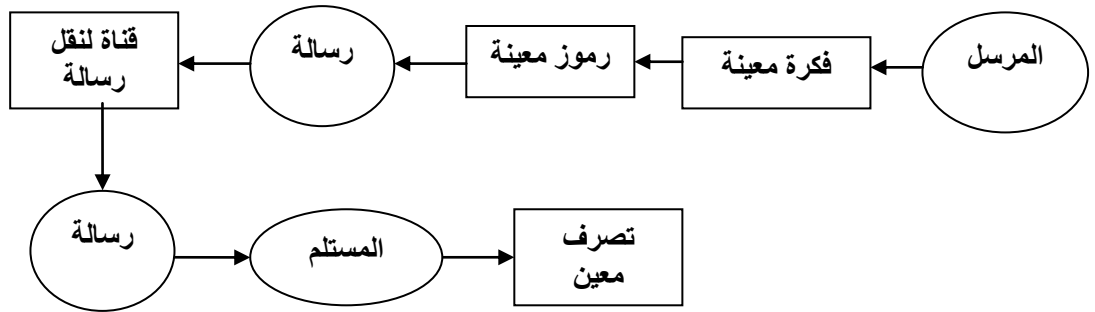 المرسل
فكرة معينة
رموز معينة
رسالة
قناة لنقل
رسالة
رسالة
المستلم
تصرف
معين